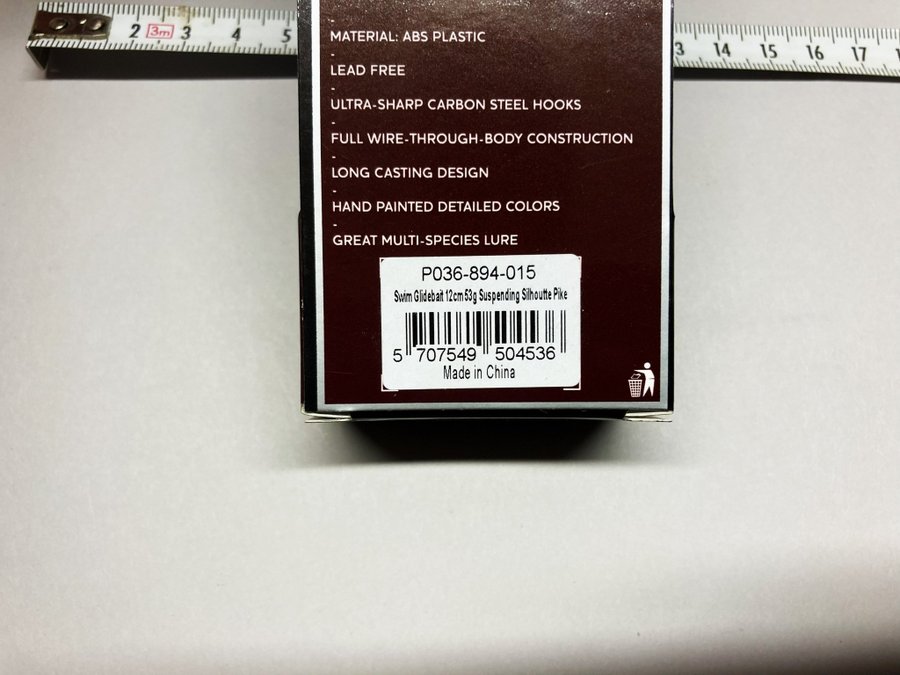 2 3m 3 4 5
3 14 15 16 17
MATERIAL: ABS PLASTIC
-
LEAD FREE
-
ULTRA-SHARP CARBON STEEL HOOKS
-
FULL WIRE-THROUGH-BODY CONSTRUCTION
-
LONG CASTING DESIGN
-
HAND PAINTED DETAILED COLORS
-
GREAT MULTI-SPECIES LURE
P036-894-015
Swim Glidebait 12cm 53g Suspending Silhoutte Pike
5 707549 504536
Made in China